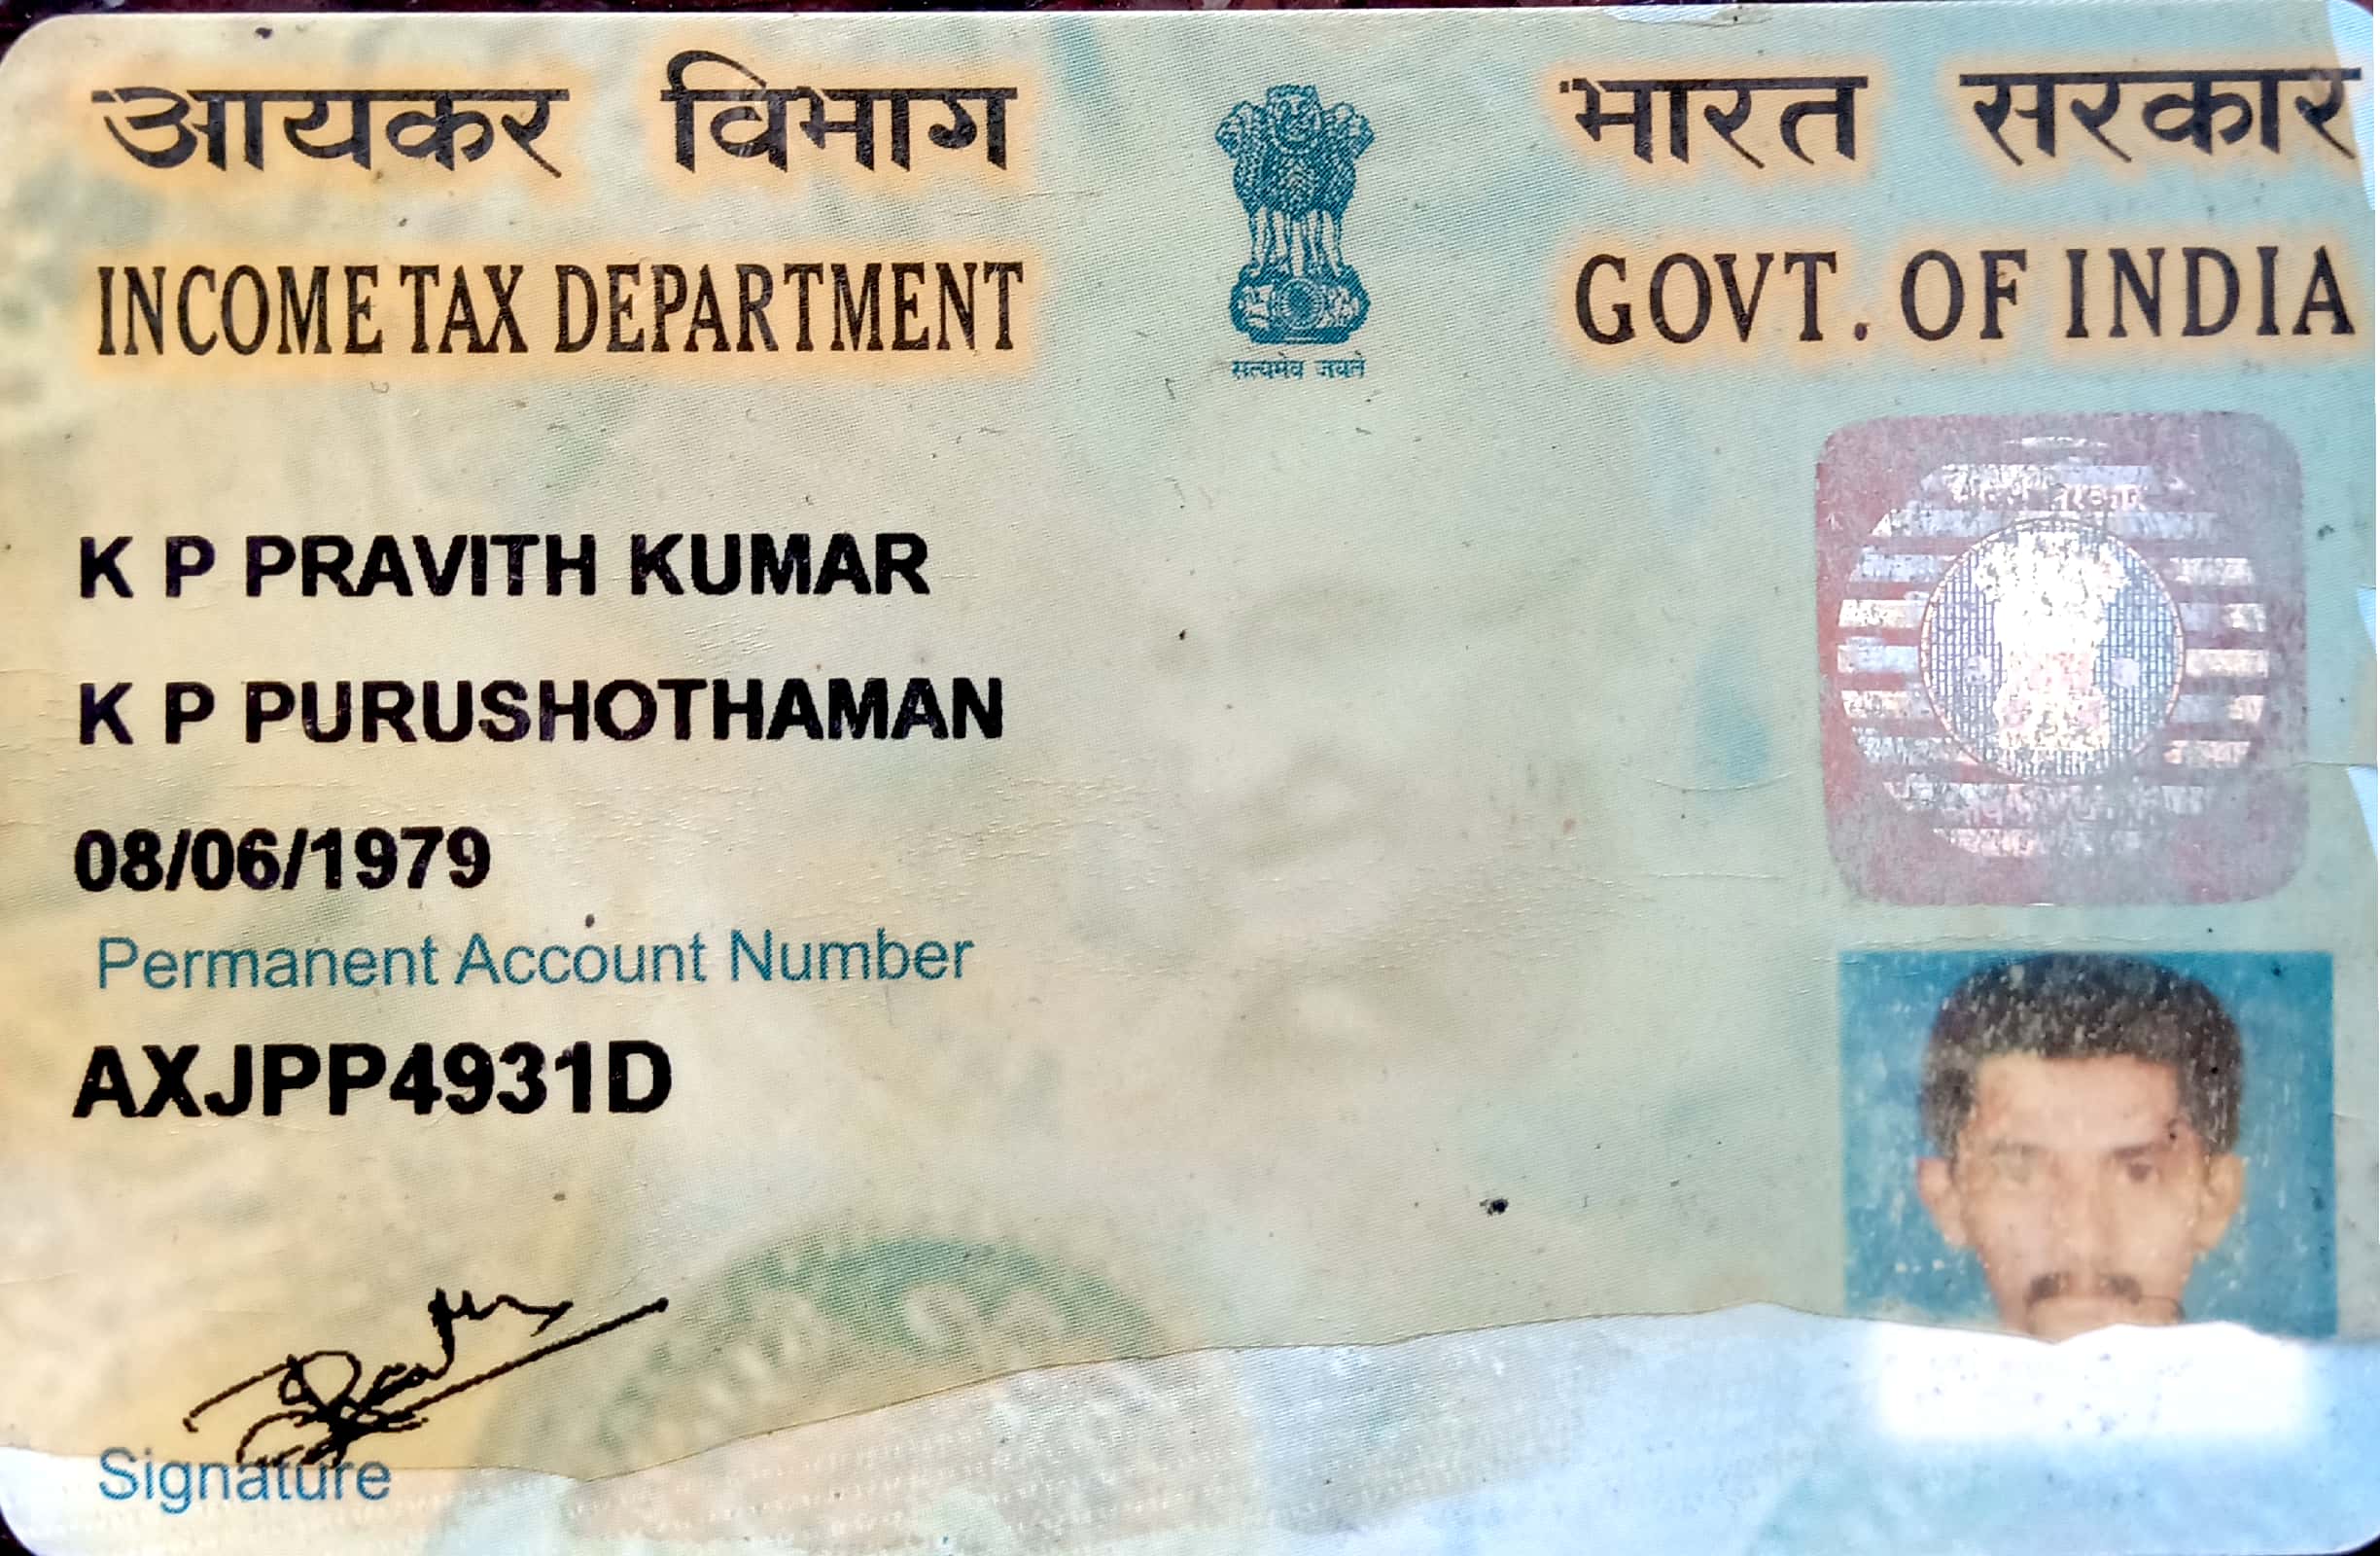 आयकर विभाग
INCOME TAX DEPARTMENT
सत्यमेव जयते
भारत सरकार
GOVT. OF INDIA
K P PRAVITH KUMAR
K P PURUSHOTHAMAN
08/06/1979
Permanent Account Number
AXJPP4931D
Signature